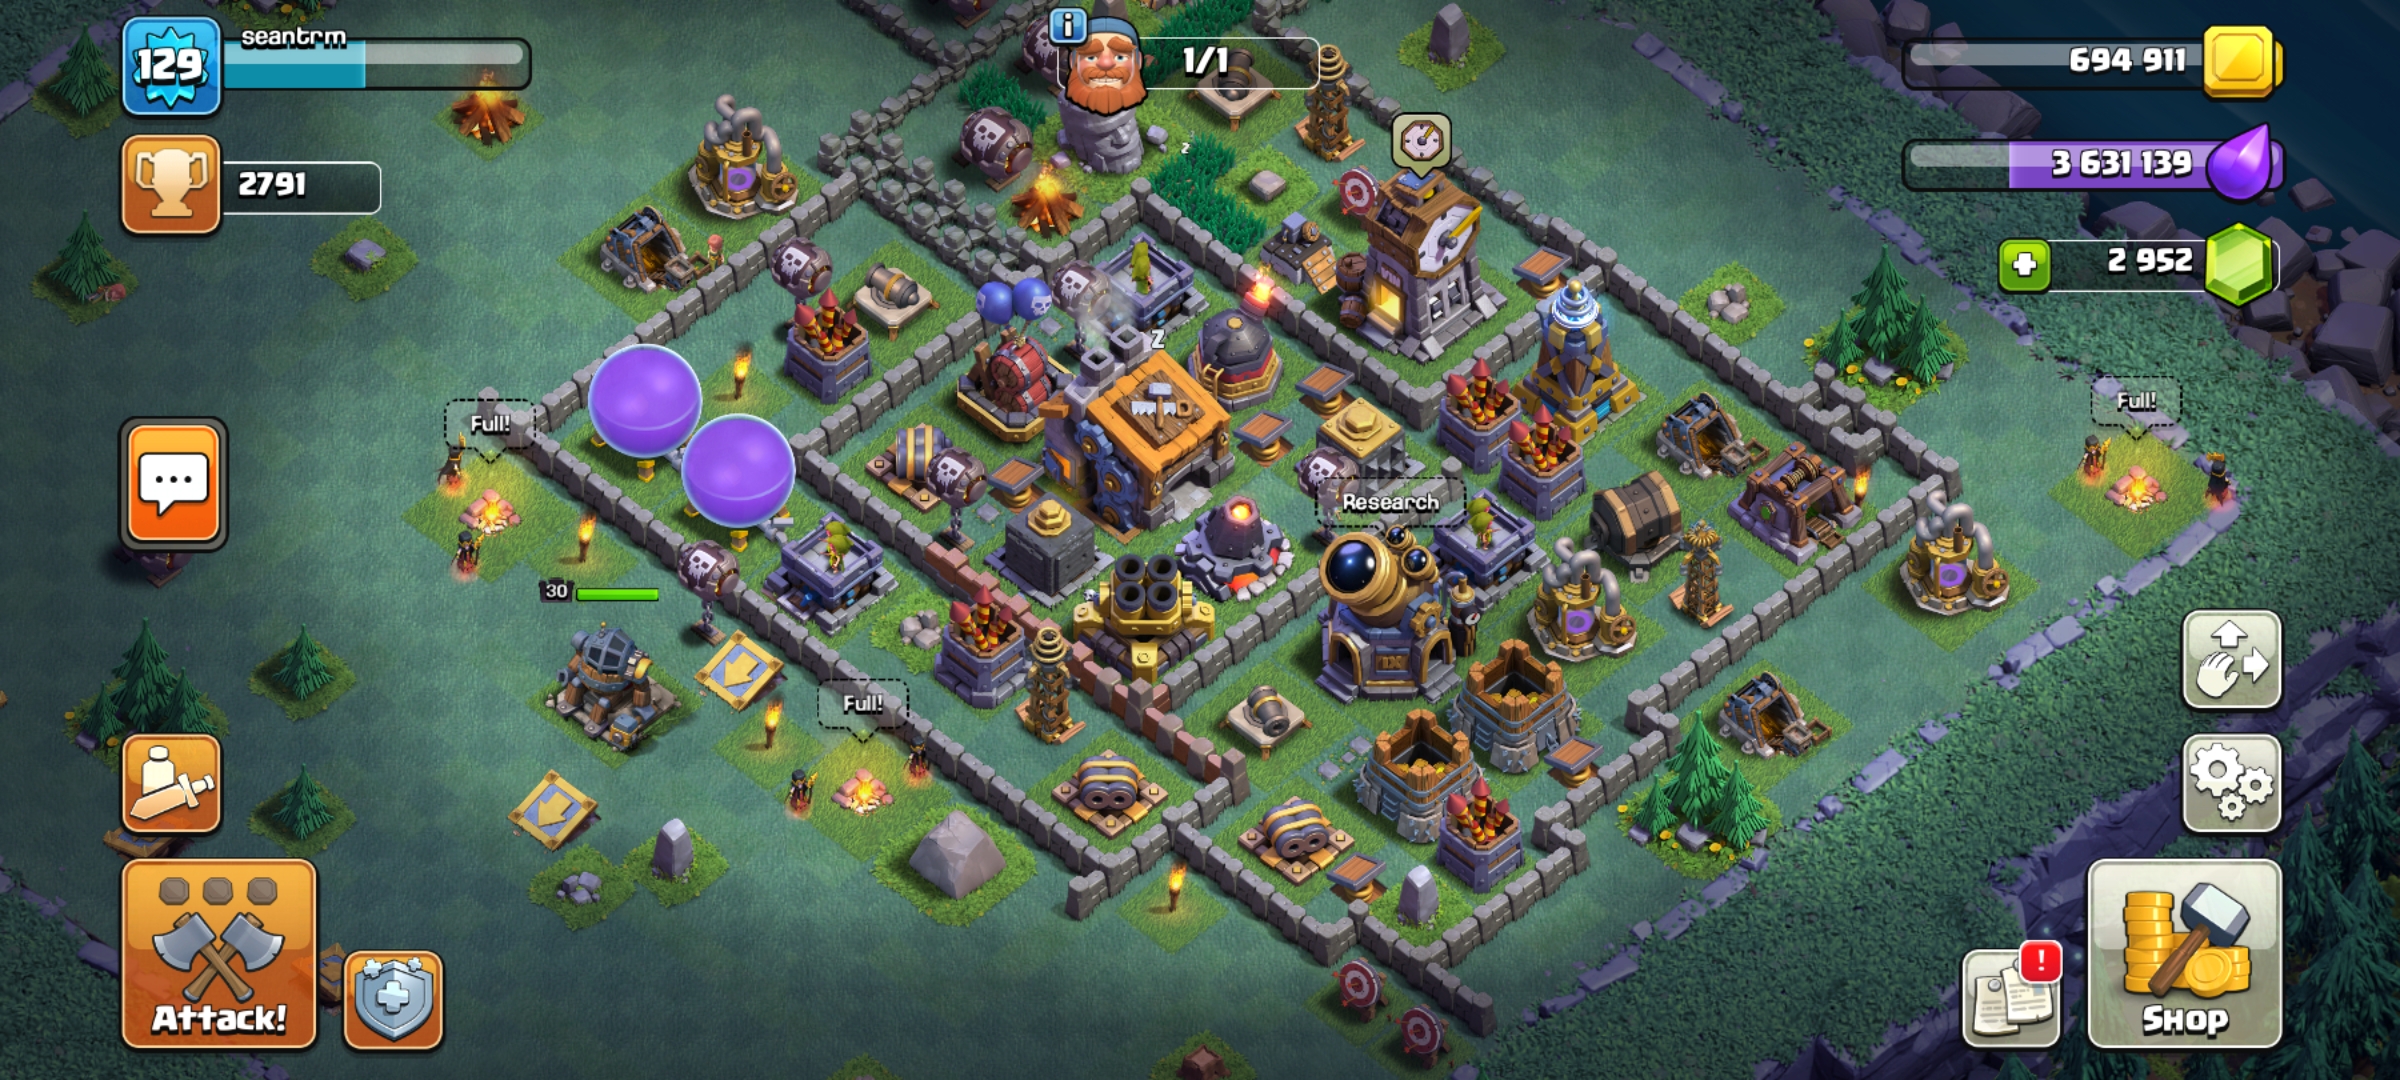 129
seantrm
2791
1/1
694 911
3 631 139
2 952
Full!
Full!
Research
30
Full!
Attack!
!
Shop